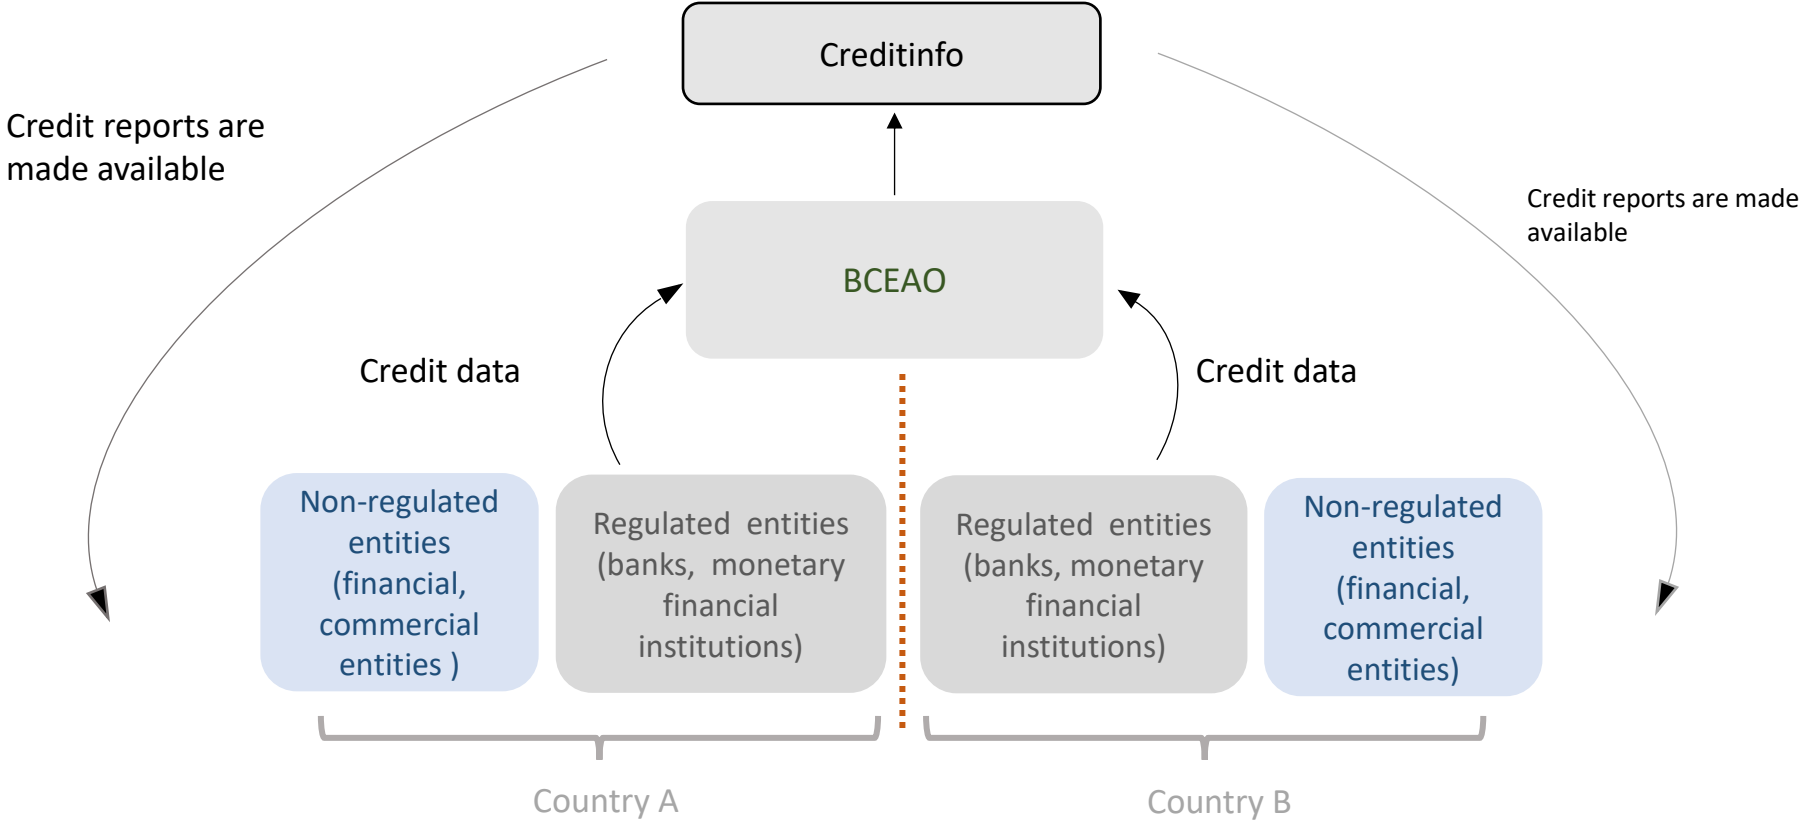 Creditinfo
Credit reports are
made available
Credit reports are made
available
BCEAO
Credit data
Credit data
Non-regulated
entities
(financial,
commercial
entities )
Regulated  entities
(banks,  monetary
financial
institutions)
Regulated  entities
(banks, monetary
financial
institutions)
Non-regulated
entities
(financial,
commercial
entities)
Country A
Country B